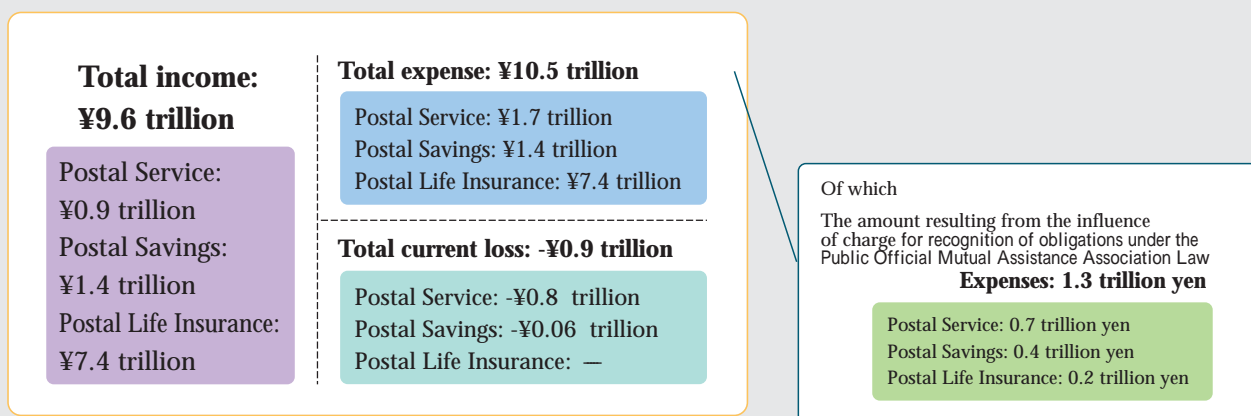 Total income:
¥9.6 trillion
Postal Service:
¥0.9 trillion
Postal Savings:
¥1.4 trillion
Postal Life Insurance:
¥7.4 trillion
Total expense: ¥10.5 trillion
Postal Service: ¥1.7 trillion
Postal Savings: ¥1.4 trillion
Postal Life Insurance: ¥7.4 trillion
Total current loss: -¥0.9 trillion
Postal Service: -¥0.8 trillion
Postal Savings: -¥0.06 trillion
Postal Life Insurance: —
Of which
The amount resulting from the influence
of charge for recognition of obligations under the
Public Official Mutual Assistance Association Law
Expenses: 1.3 trillion yen
Postal Service: 0.7 trillion yen
Postal Savings: 0.4 trillion yen
Postal Life Insurance: 0.2 trillion yen